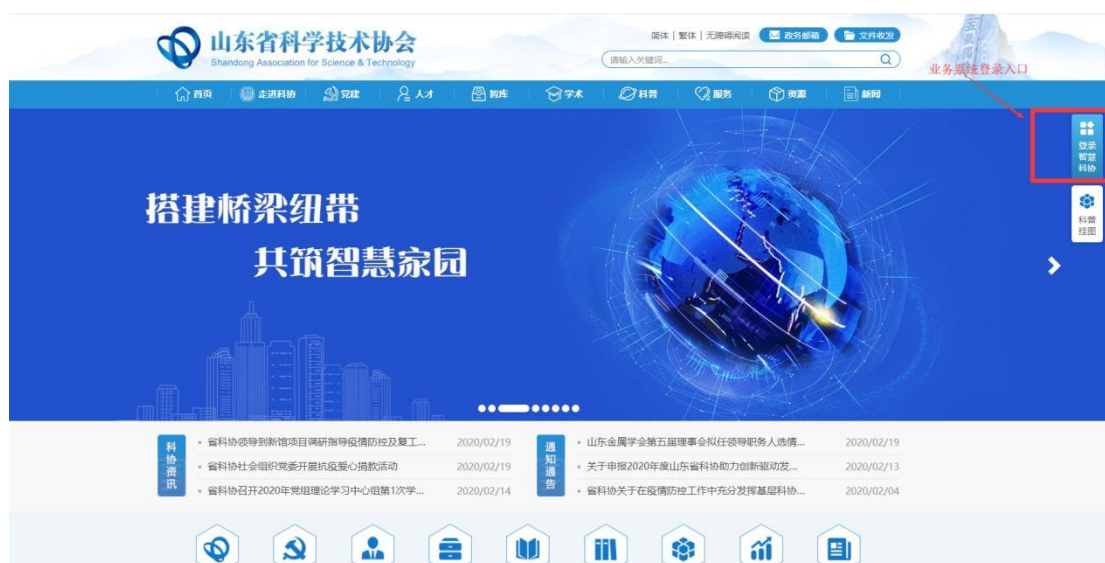 山东省科学技术协会
Shandong Association for Science & Technology
简体 | 繁体 | 无障碍阅读 政务邮箱 文件收发
请输入关键词...
业务系统登录入口
首页 走进科协 党建 人才 智库 学术 科普 服务 资源 新闻
登录
智慧
科协
科普
挂图
搭建桥梁纽带
共筑智慧家园
科协资讯
· 省科协领导到新馆项目调研指导疫情防控及复工... 2020/02/19
· 省科协社会组织党委开展抗疫爱心捐款活动 2020/02/19
· 省科协召开2020年党组理论学习中心组第1次学... 2020/02/14
通知通告
· 山东金属学会第五届理事会拟任领导职务人选情... 2020/02/19
· 关于申报2020年度山东省科协助力创新驱动发... 2020/02/13
· 省科协关于在疫情防控工作中充分发挥基层科协... 2020/02/04